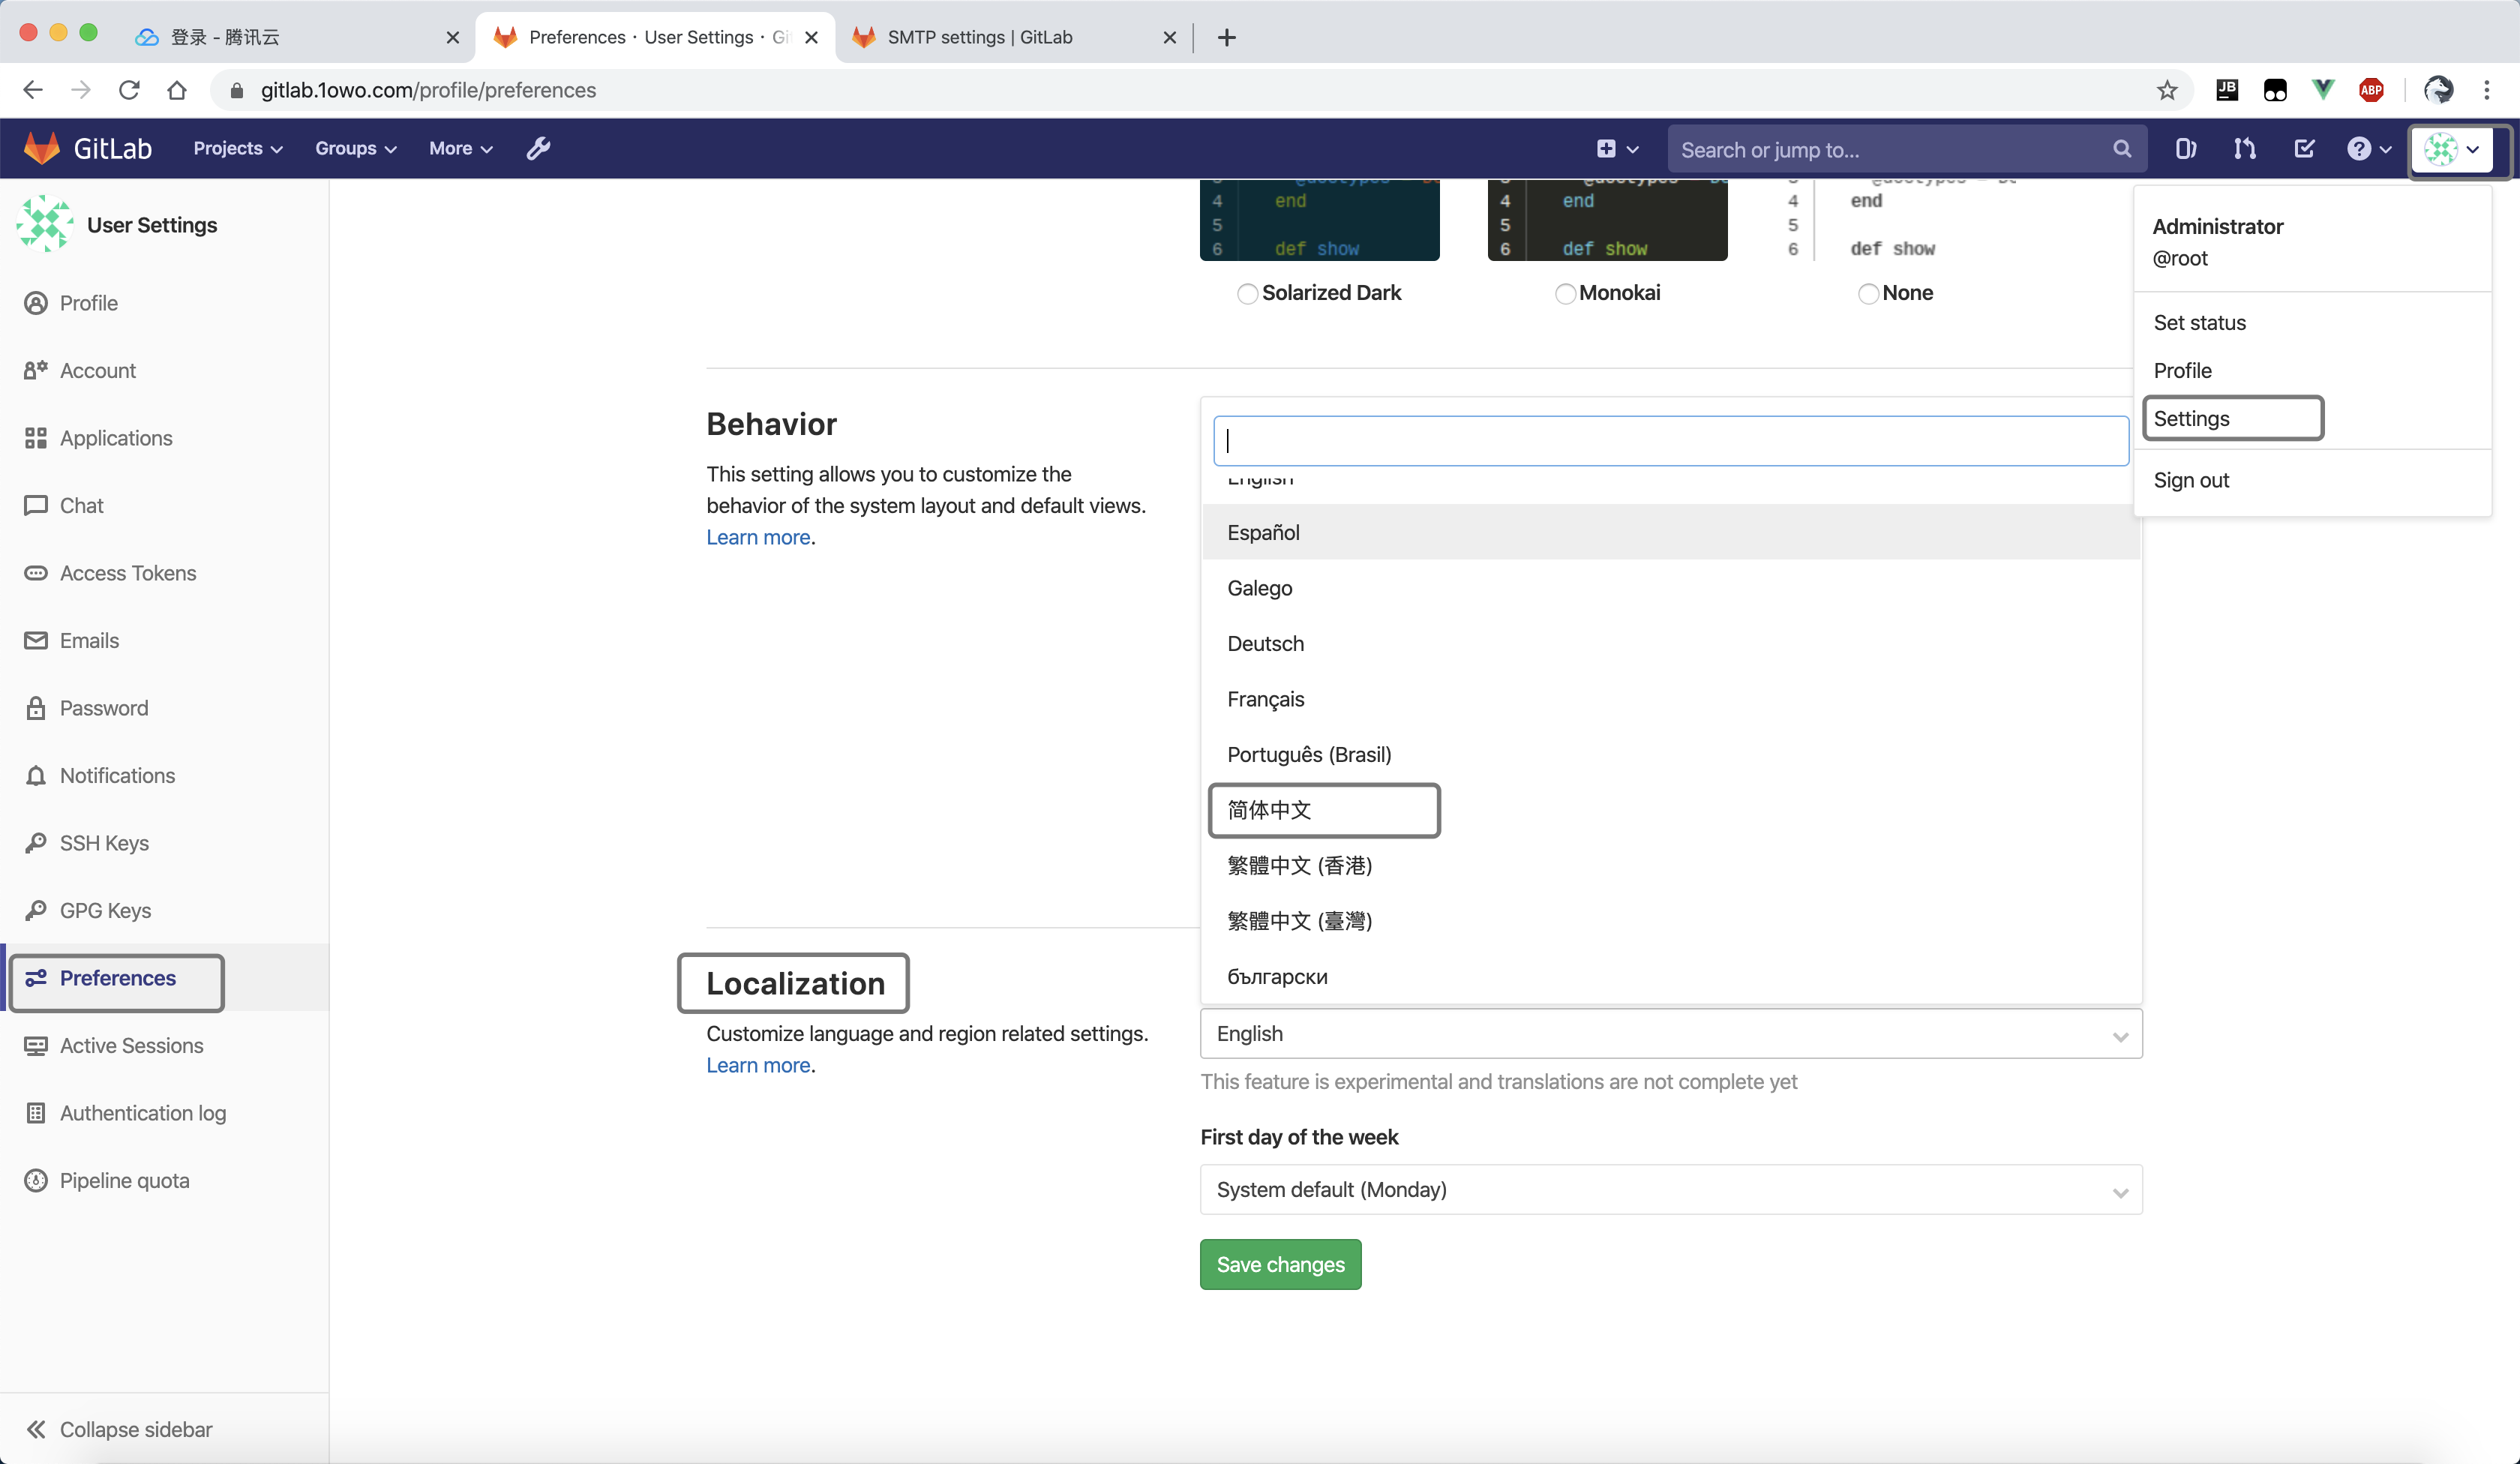 登录 - 腾讯云
Preferences · User Settings · Gi
SMTP settings | GitLab
gitlab.1owo.com/profile/preferences
JB
ABP
GitLab
Projects
Groups
More
Search or jump to...
User Settings
Profile
Account
Applications
Chat
Access Tokens
Emails
Password
Notifications
SSH Keys
GPG Keys
Preferences
Active Sessions
Authentication log
Pipeline quota
Collapse sidebar
4 end
5
6 def show
4 end
5
6 def show
4 end
5
6 def show
Solarized Dark
Monokai
None
Administrator
@root
Set status
Profile
Settings
Sign out
Behavior
This setting allows you to customize the
behavior of the system layout and default views.
Learn more.
English
Español
Galego
Deutsch
Français
Português (Brasil)
简体中文
繁體中文 (香港)
繁體中文 (臺灣)
български
Localization
Customize language and region related settings.
Learn more.
English
This feature is experimental and translations are not complete yet
First day of the week
System default (Monday)
Save changes